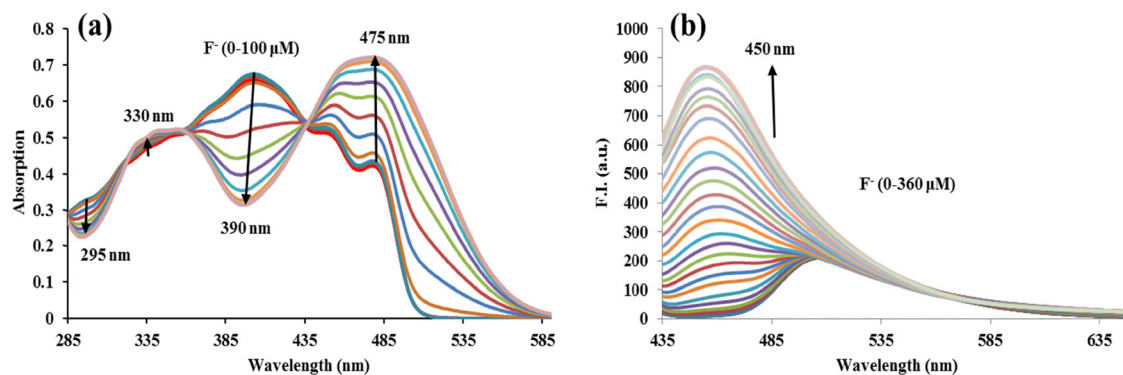 (a)
F⁻ (0-100 µM)
475 nm
330 nm
295 nm
390 nm
0.8
0.7
0.6
0.5
0.4
0.3
0.2
0.1
0
Absorption
285 335 385 435 485 535 585
Wavelength (nm)
(b)
450 nm
F⁻ (0-360 µM)
1000
900
800
700
600
500
400
300
200
100
0
F.I. (a.u.)
435 485 535 585 635
Wavelength (nm)